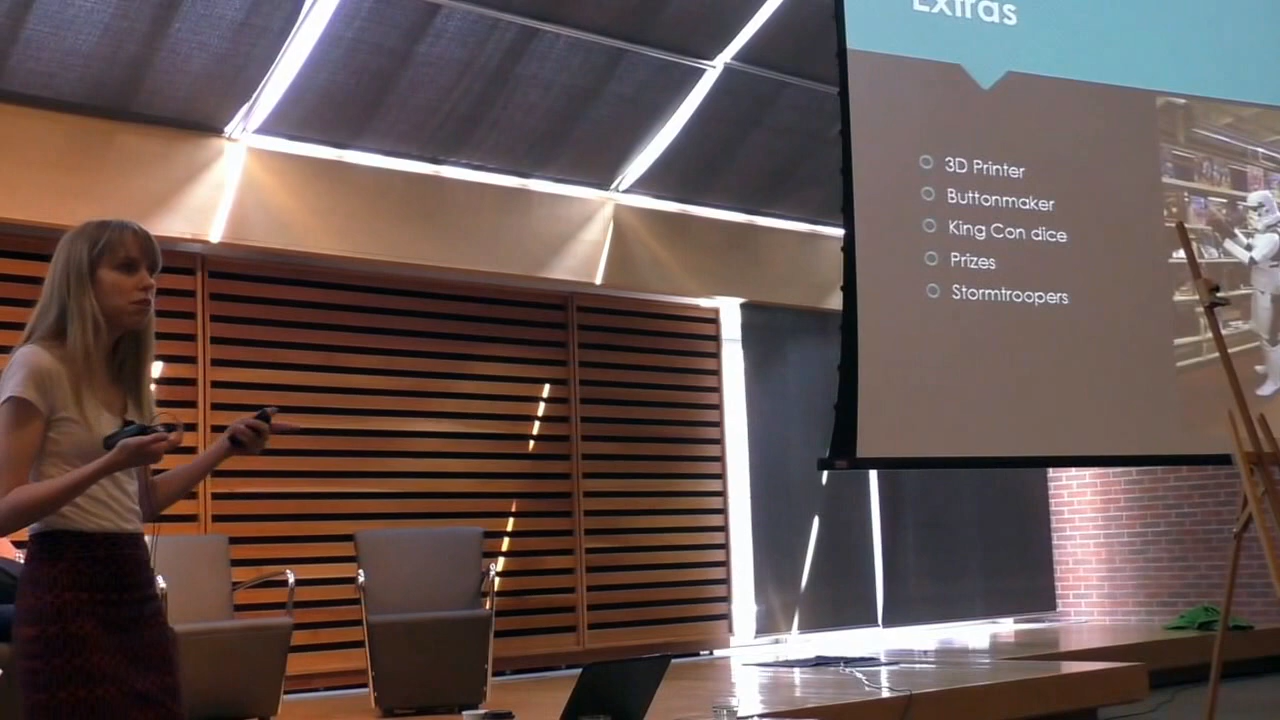 Extras
3D Printer
Buttonmaker
King Con dice
Prizes
Stormtroopers